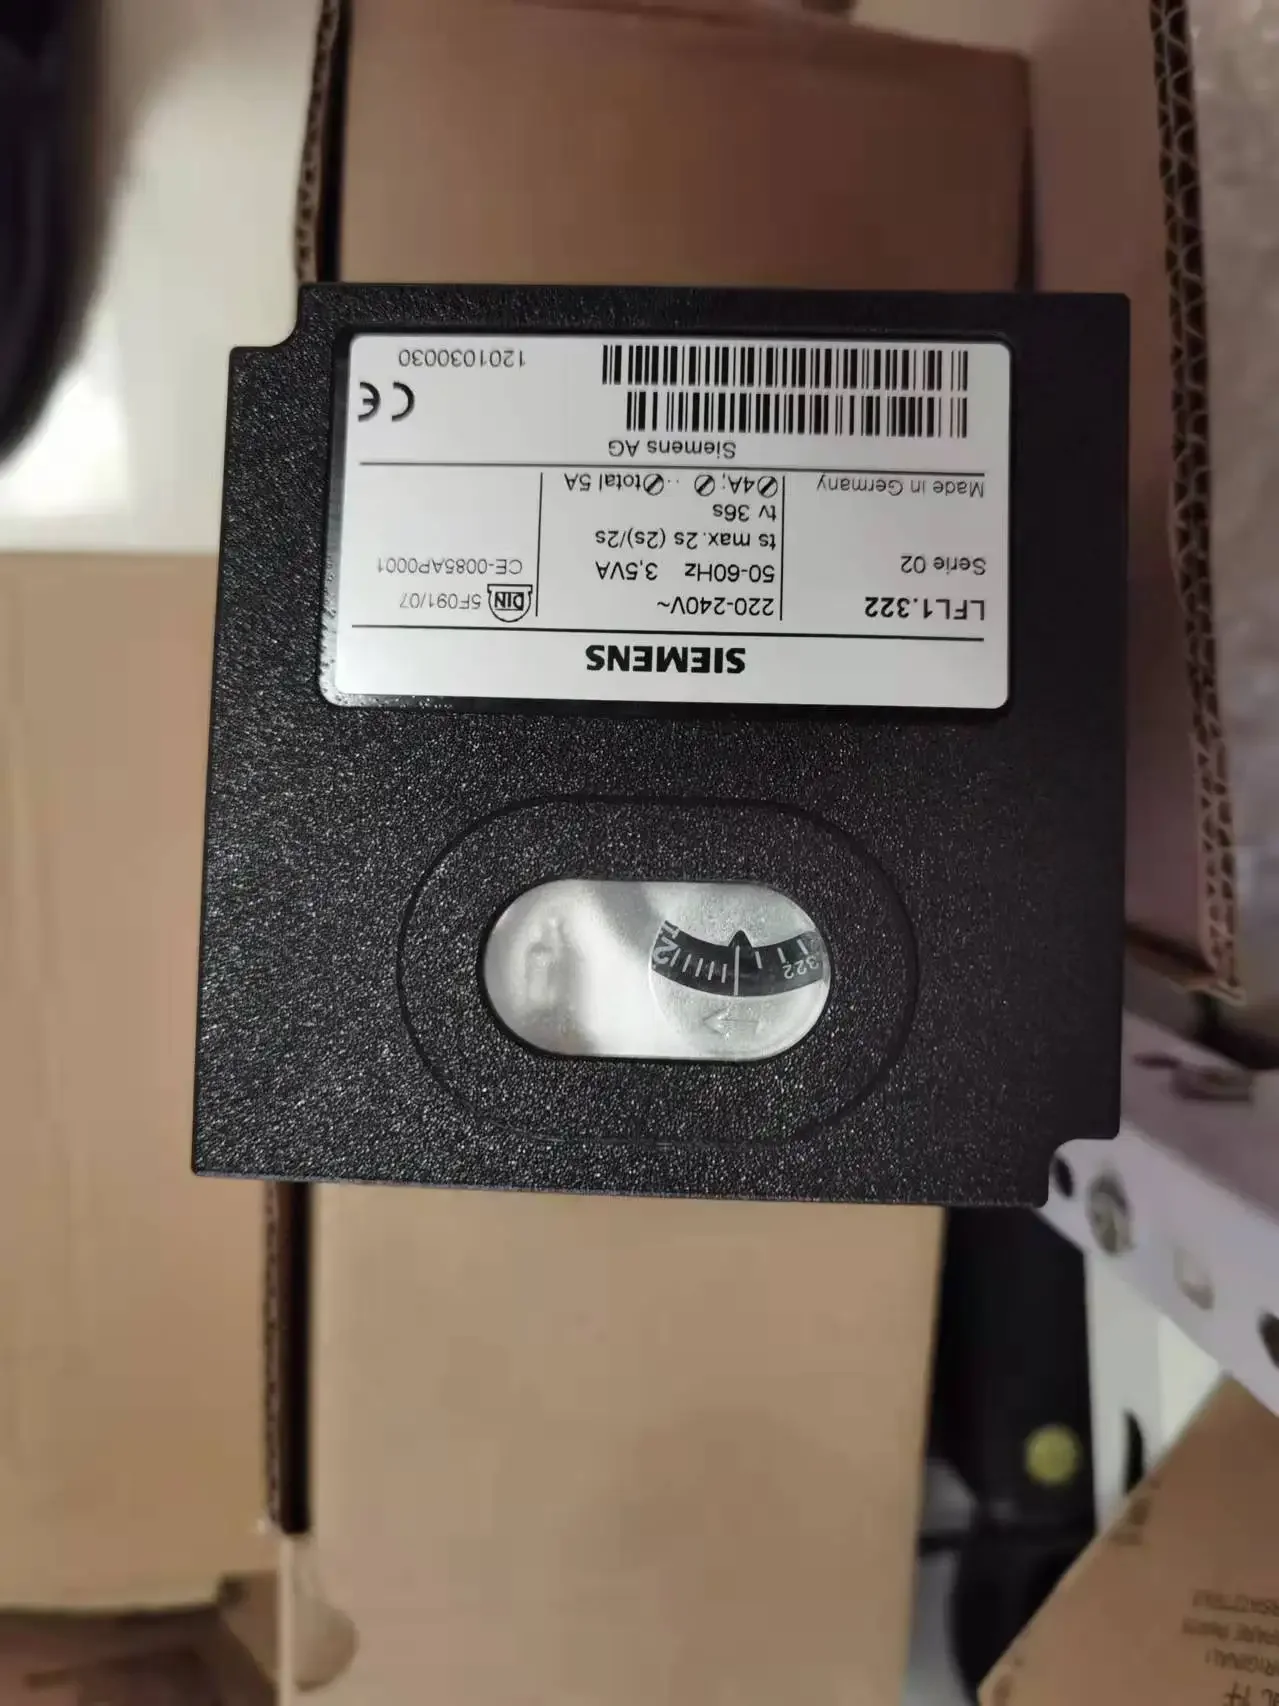 SIEMENS
LFL1.322
Serie 02
Made in Germany
220-240V~
50-60Hz 3,5VA
ts max. 2s (2s)/2s
tv 36s
⊘4A; ⊘ ·· ⊘total 5A
DIN 5F091/07
CE-0085AP0001
Siemens AG
CE
1201030030
322